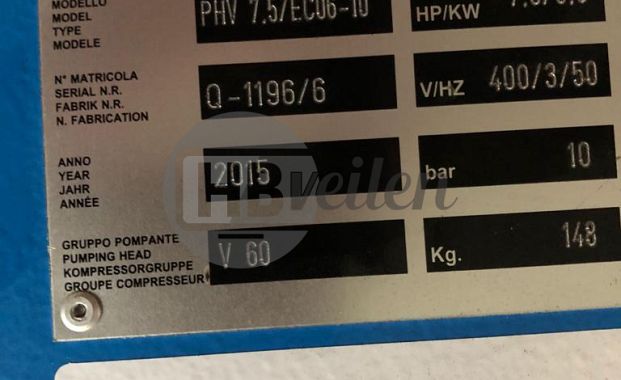 MODELLO
MODEL
TYPE
MODELE
PHV 7.5/EC06-10
HP/KW
N° MATRICOLA
SERIAL N.R.
FABRIK N.R.
N. FABRICATION
Q-1196/6
V/HZ 400/3/50
ANNO
YEAR
JAHR
ANNÉE
2015
bar 10
GRUPPO POMPANTE
PUMPING HEAD
KOMPRESSORGRUPPE
GROUPE COMPRESSEUR
V 60
Kg. 148
HBVeilen